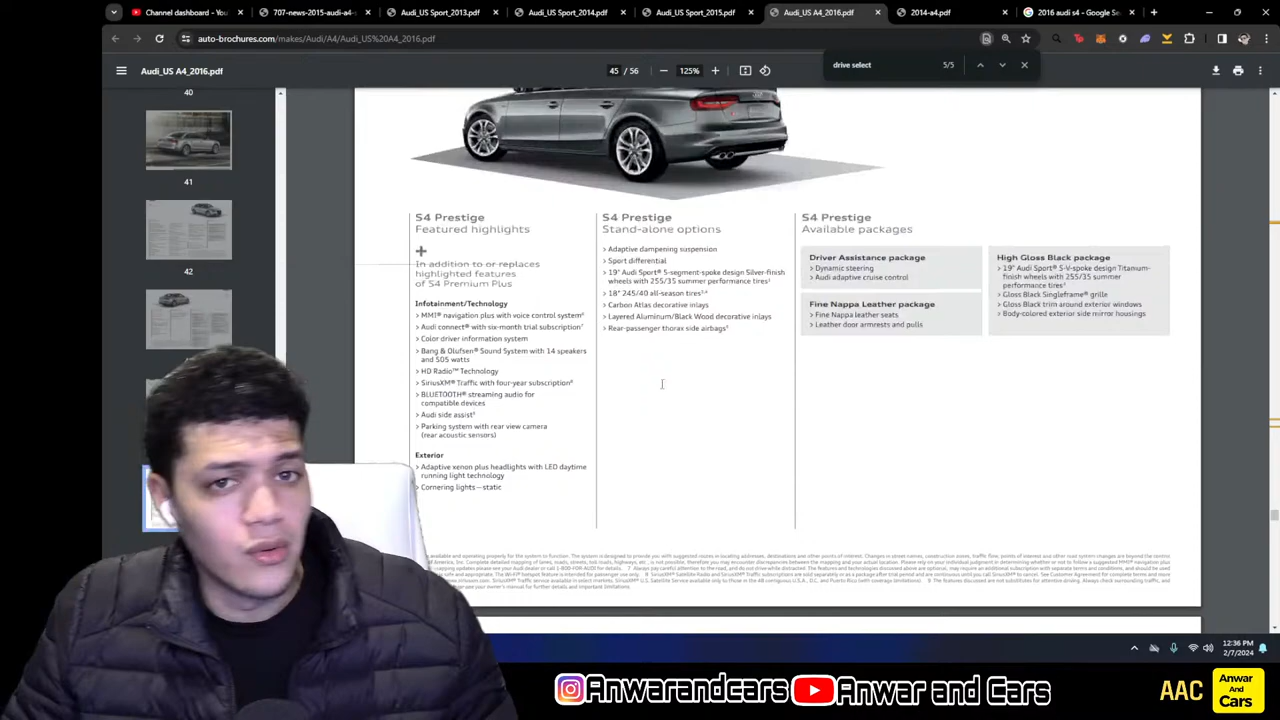 Channel dashboard - Yo
707-news-2015-audi-a4-
Audi_US Sport_2013.pdf
Audi_US Sport_2014.pdf
Audi_US Sport_2015.pdf
Audi_US A4_2016.pdf
2014-a4.pdf
2016 audi s4 - Google Se
auto-brochures.com/makes/Audi/A4/Audi_US%20A4_2016.pdf
drive select
5/5
Audi_US A4_2016.pdf
45 / 56
125%
40
41
42
S4 Prestige
Featured highlights
+
In addition to or replaces
highlighted features
of S4 Premium Plus
Infotainment/Technology
> MMI® navigation plus with voice control system⁶
> Audi connect® with six-month trial subscription⁷
> Color driver information system
> Bang & Olufsen® Sound System with 14 speakers
and 505 watts
> HD Radio™ Technology
> SiriusXM® Traffic with four-year subscription⁸
> BLUETOOTH® streaming audio for
compatible devices
> Audi side assist⁹
> Parking system with rear view camera
(rear acoustic sensors)
Exterior
> Adaptive xenon plus headlights with LED daytime
running light technology
> Cornering lights – static
S4 Prestige
Stand-alone options
> Adaptive dampening suspension
> Sport differential
> 19" Audi Sport® 5-segment-spoke design Silver-finish
wheels with 255/35 summer performance tires¹
> 18" 245/40 all-season tires³,⁴
> Carbon Atlas decorative inlays
> Layered Aluminum/Black Wood decorative inlays
> Rear-passenger thorax side airbags⁵
S4 Prestige
Available packages
Driver Assistance package
> Dynamic steering
> Audi adaptive cruise control
Fine Nappa Leather package
> Fine Nappa leather seats
> Leather door armrests and pulls
High Gloss Black package
> 19" Audi Sport® 5-V-spoke design Titanium-
finish wheels with 255/35 summer
performance tires¹
> Gloss Black Singleframe® grille
> Gloss Black trim around exterior windows
> Body-colored exterior side mirror housings
12:36 PM
2/7/2024
@Anwarandcars
Anwar and Cars
AAC
Anwar
And
Cars